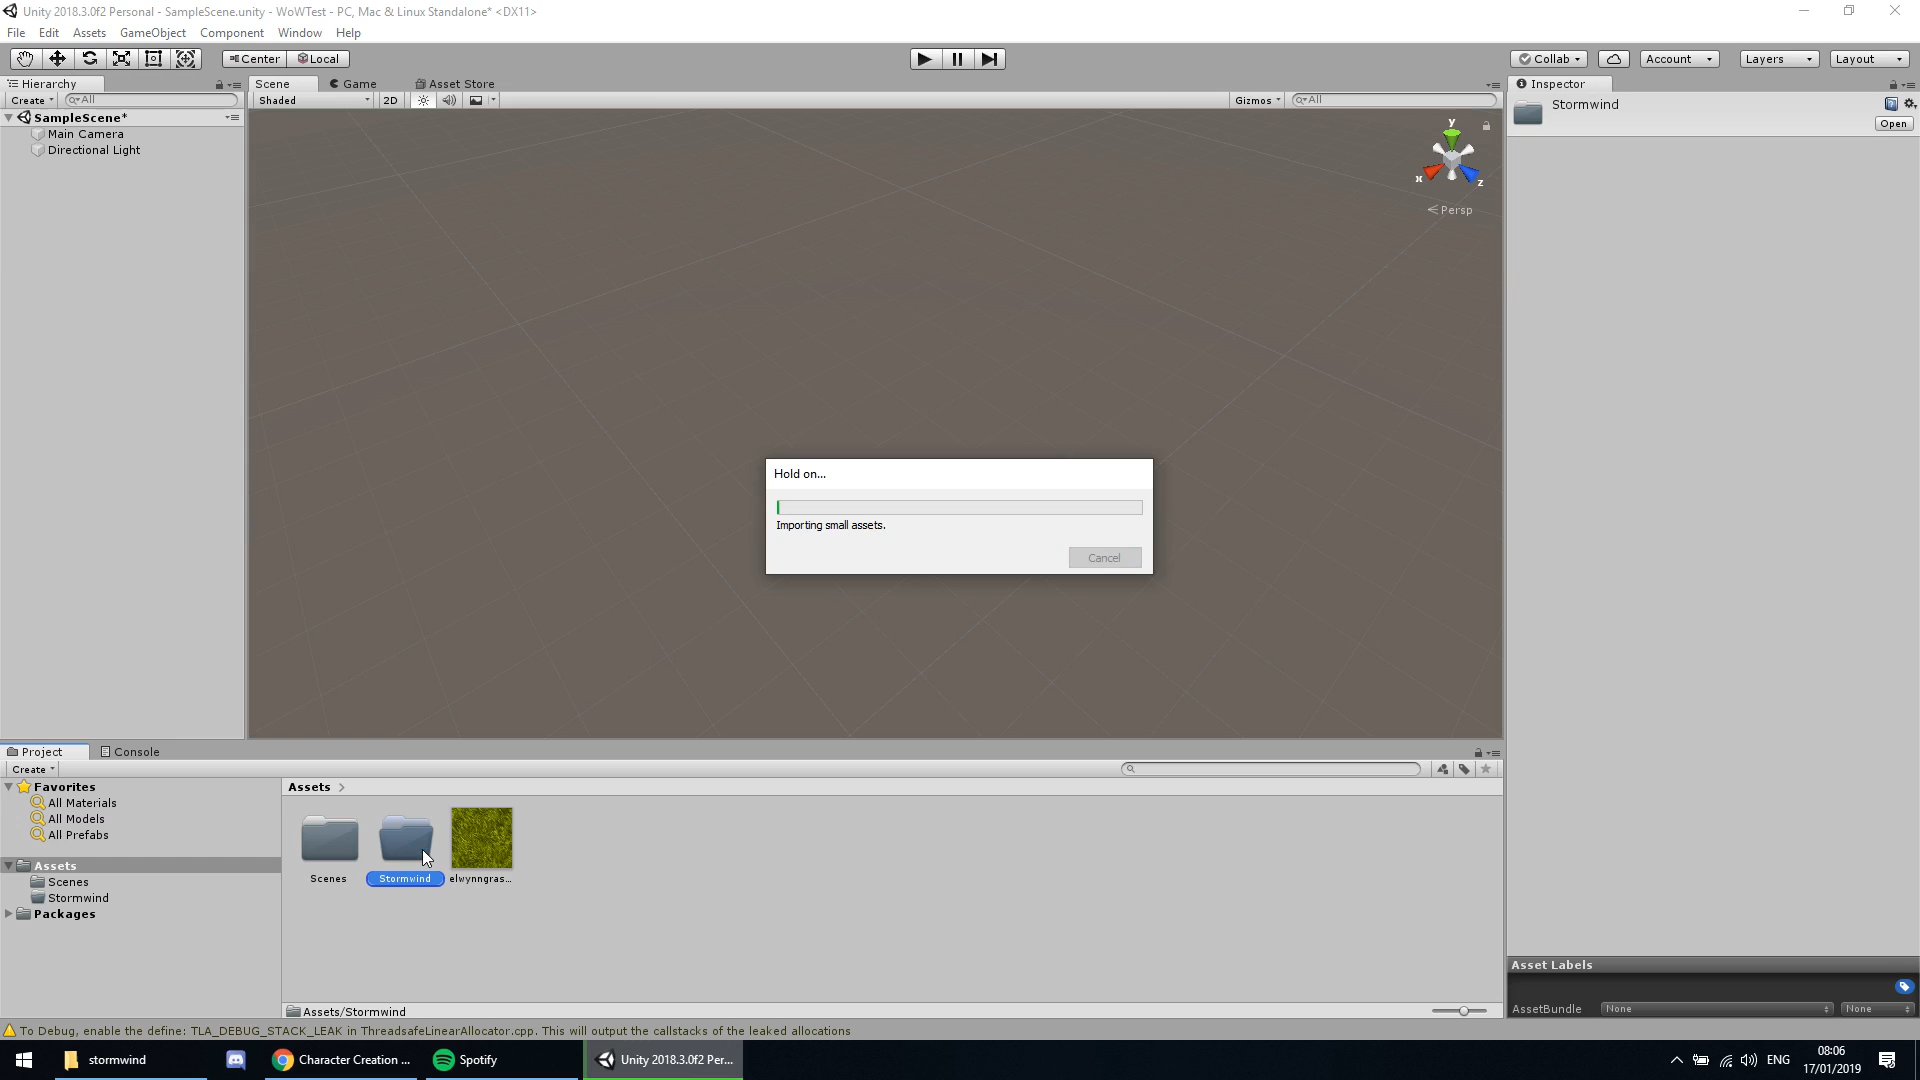 Unity 2018.3.0f2 Personal - SampleScene.unity - WoWTest - PC, Mac & Linux Standalone* <DX11>
File Edit Assets GameObject Component Window Help
Center Local Collab Account Layers Layout
Hierarchy Scene Game Asset Store Inspector
Create All Shaded 2D Gizmos All
Stormwind
Open
SampleScene*
Main Camera
Directional Light
y
x z
Persp
Hold on...
Importing small assets.
Cancel
Project Console
Create
Favorites
All Materials
All Models
All Prefabs
Assets
Scenes
Stormwind
Packages
Assets
Scenes Stormwind elwynngras...
Assets/Stormwind
Asset Labels
AssetBundle None None
To Debug, enable the define: TLA_DEBUG_STACK_LEAK in ThreadsafeLinearAllocator.cpp. This will output the callstacks of the leaked allocations
stormwind Character Creation ... Spotify Unity 2018.3.0f2 Per... ENG 08:06
17/01/2019